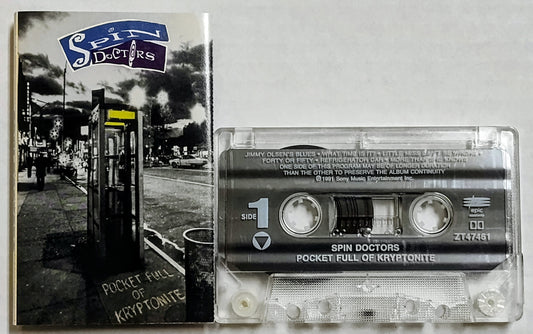 SPIN
DOCTORS
POCKET FULL
OF
KRYPTONITE
JIMMY OLSEN'S BLUES • WHAT TIME IS IT? • LITTLE MISS CAN'T BE WRONG •
FORTY OR FIFTY • REFRIGERATOR CAR • MORE THAN SHE KNOWS
ONE SIDE OF THIS PROGRAM MAY BE OF LONGER DURATION
THAN THE OTHER TO PRESERVE THE ALBUM CONTINUITY
©1991 Sony Music Entertainment Inc.
SIDE 1
epic
ZT47461
SPIN DOCTORS
POCKET FULL OF KRYPTONITE